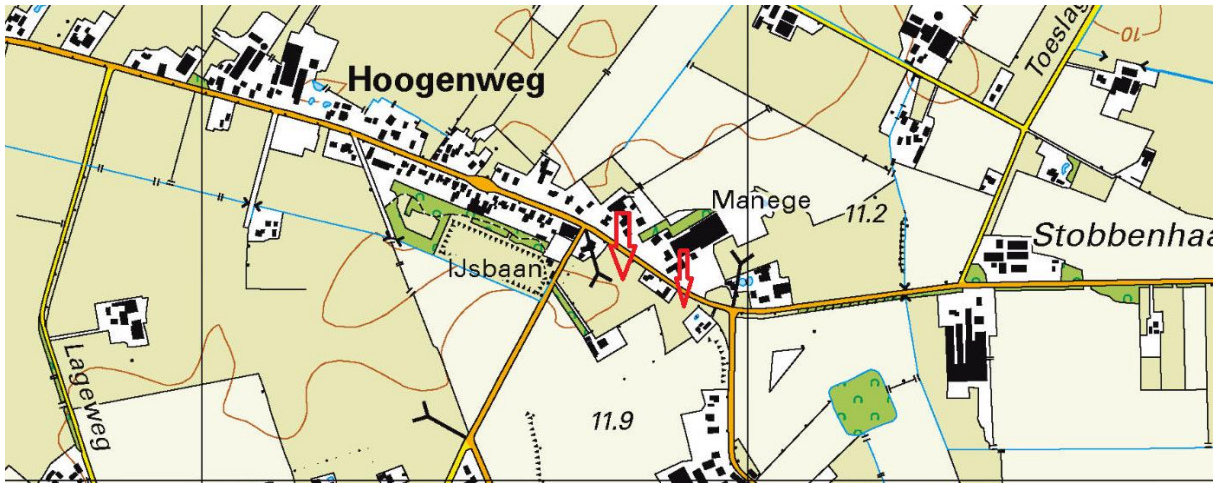 Hoogenweg
Toeslag
10
Manege
11.2
Stobbenhaa
IJsbaan
Lageweg
11.9